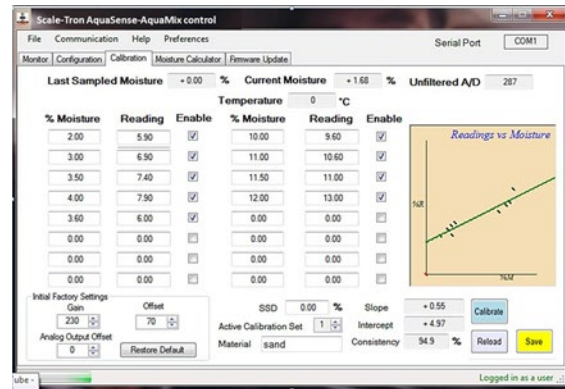 Scale-Tron AquaSense-AquaMix control
File Communication Help Preferences
Serial Port COM1
Monitor Configuration Calibration Moisture Calculator Firmware Update
Last Sampled Moisture + 0.00 % Current Moisture + 1.68 % Unfiltered A/D 287
Temperature 0 °C
% Moisture Reading Enable % Moisture Reading Enable
2.00 5.90 10.00 9.60
3.00 6.90 11.00 10.60
3.50 7.40 11.50 11.00
4.00 7.90 12.00 13.00
3.60 6.00 0.00 0.00
0.00 0.00 0.00 0.00
0.00 0.00 0.00 0.00
0.00 0.00 0.00 0.00
Readings vs Moisture
%R
%M
Initial Factory Settings
Gain Offset
230 70
Analog Output Offset
0 Restore Default
SSD 0.00 % Slope + 0.55
Active Calibration Set 1 Intercept + 4.97
Material sand Consistency 94.9 %
Calibrate
Reload Save
ube - Logged in as a user